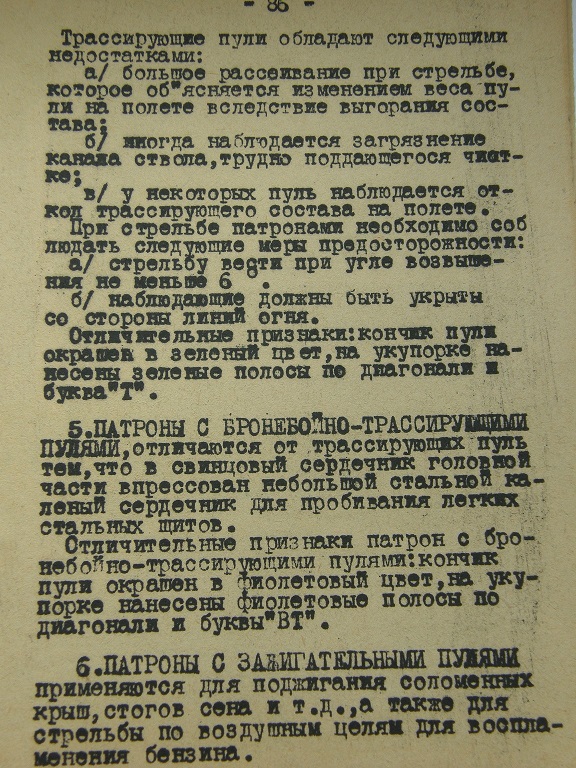 - 86 -
Трассирующие пули обладают следующими
недостатками:
а/ большое рассеивание при стрельбе,
которое об"ясняется изменением веса пу-
ли на полете вследствие выгорания сос-
тава;
б/ иногда наблюдается загрязнение
канала ствола,трудно поддающегося чист-
ке;
в/ у некоторых пуль наблюдается от-
кол трассирующего состава на полете.
При стрельбе патронами необходимо соб
людать следующие меры предосторожности:
а/ стрельбу вести при угле возвыше-
ния не меньше 6°.
б/ наблюдающие должны быть укрыты
со стороны линий огня.
Отличительные признаки:кончик пули
окрашен в зеленый цвет,на укупорке на-
несены зеленые полосы по диагонали и
буква"Т".
5.ПАТРОНЫ С БРОНЕБОЙНО-ТРАССИРУЮЩИМИ
ПУЛЯМИ,отличаются от трассирующих пуль
тем,что в свинцовый сердечник головной
части впрессован небольшой стальной ка-
леный сердечник для пробивания легких
стальных щитов.
Отличительные признаки патрон с бро-
небойно-трассирующими пулями:кончик
пули окрашен в фиолетовый цвет,на уку-
порке нанесены фиолетовые полосы по
диагонали и буквы"ВТ".
6.ПАТРОНЫ С ЗАЖИГАТЕЛЬНЫМИ ПУЛЯМИ
применяются для поджигания соломенных
крыш,стогов сена и т.д.,а также для
стрельбы по воздушным целям для воспла-
менения бензина.